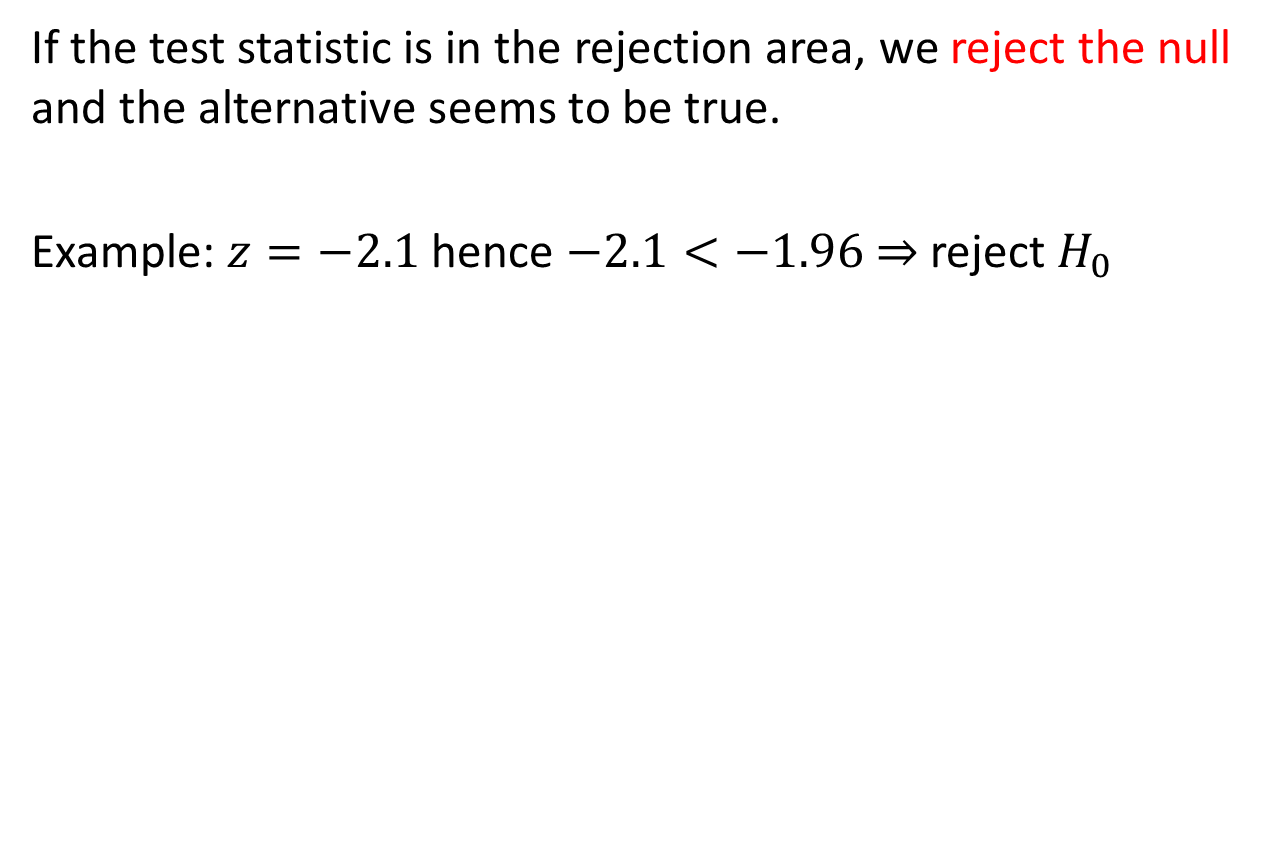 If the test statistic is in the rejection area, we reject the null
and the alternative seems to be true.
Example: z = −2.1 hence −2.1 < −1.96 ⇒ reject H₀